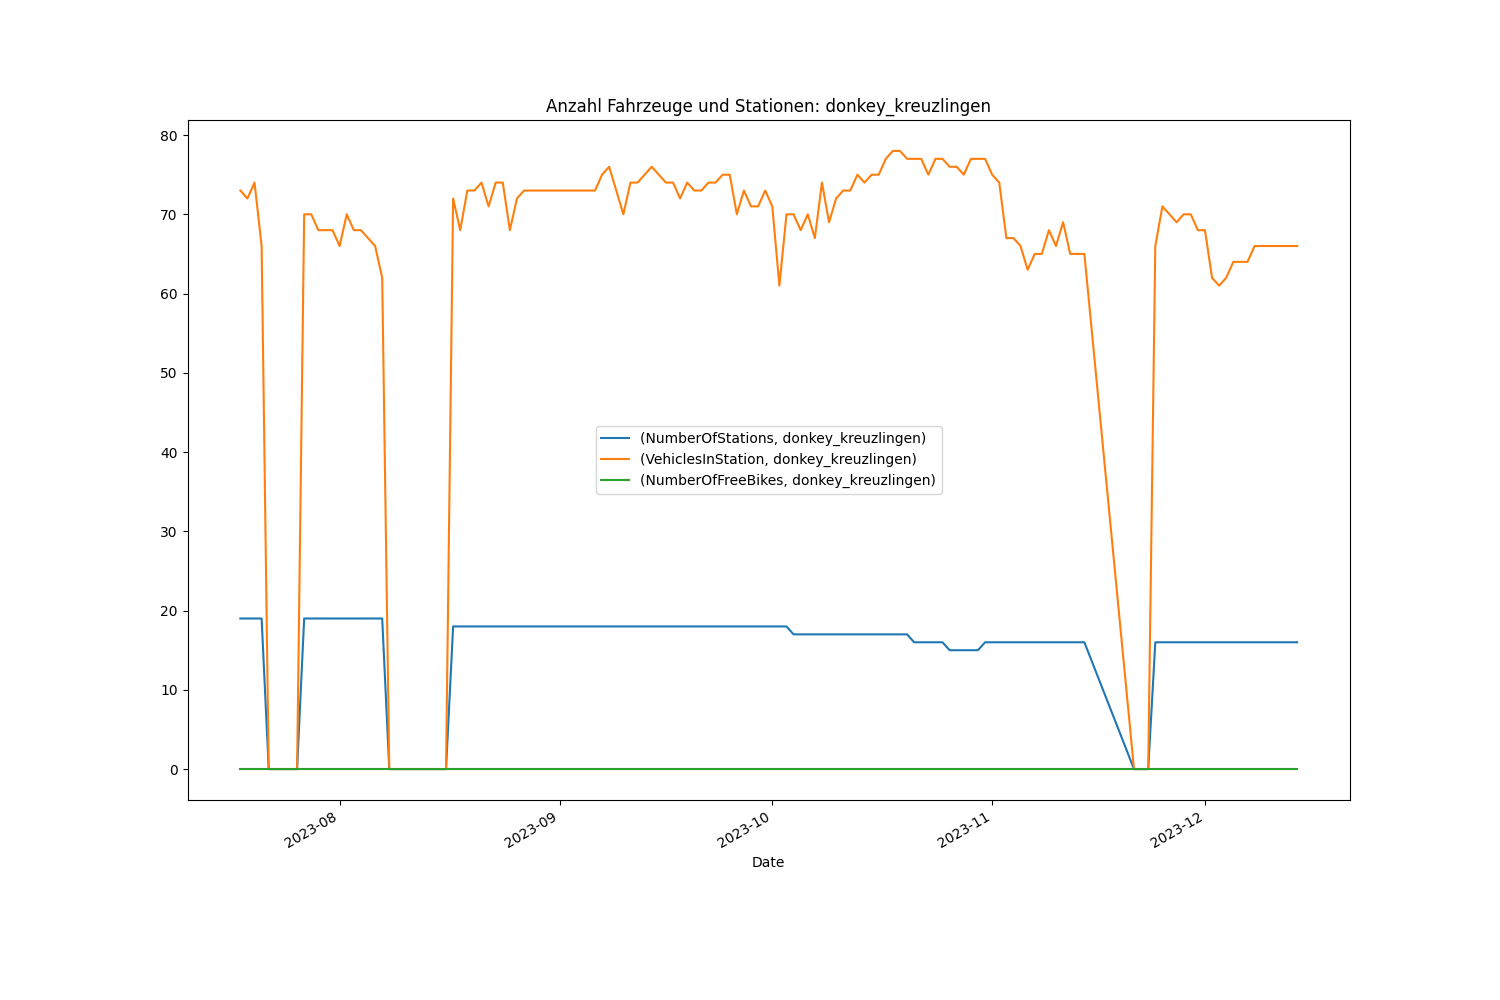 Anzahl Fahrzeuge und Stationen: donkey_kreuzlingen
80
70
60
50
40
30
20
10
0
(NumberOfStations, donkey_kreuzlingen)
(VehiclesInStation, donkey_kreuzlingen)
(NumberOfFreeBikes, donkey_kreuzlingen)
2023-08
2023-09
2023-10
2023-11
2023-12
Date